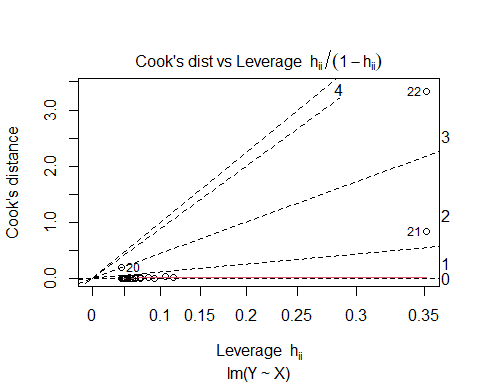 Cook's dist vs Leverage hii/(1 − hii)
4
22
3
2
21
1
20
0
Cook's distance
0.0 1.0 2.0 3.0
0 0.1 0.15 0.2 0.25 0.3 0.35
Leverage hii
lm(Y ~ X)